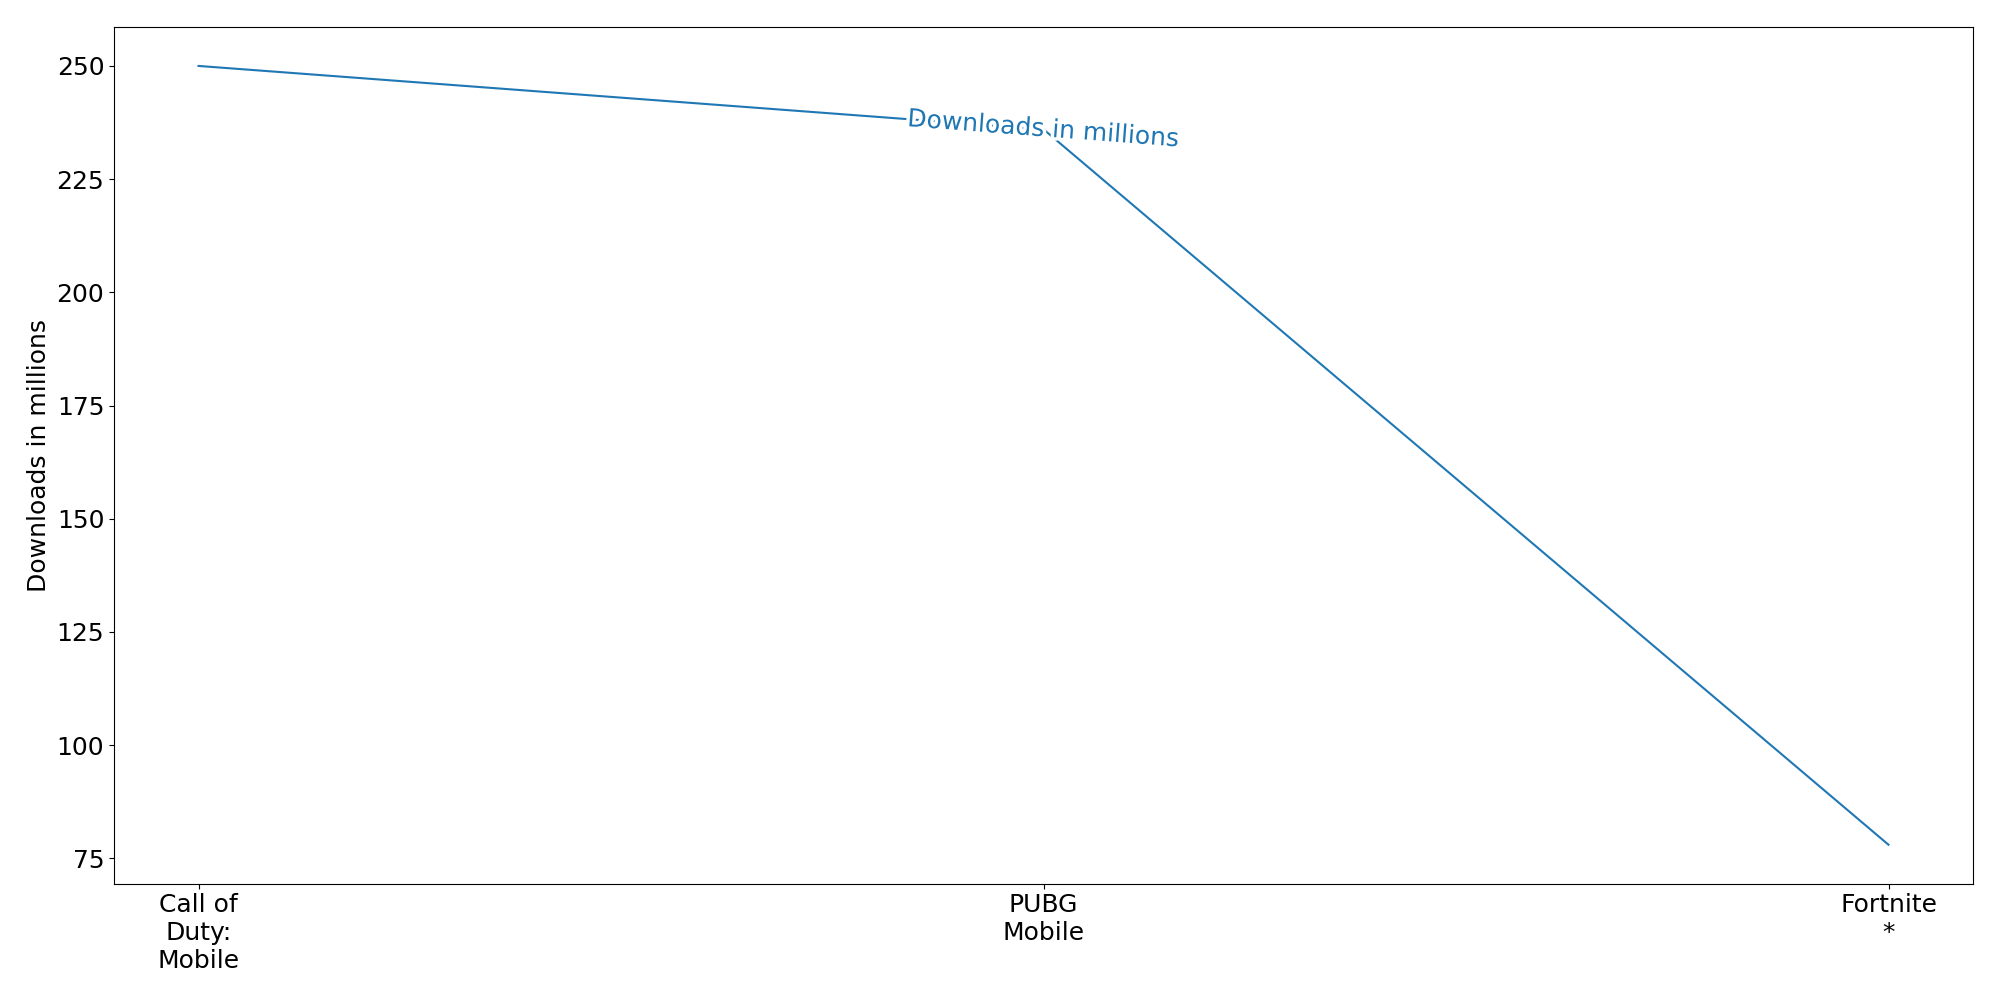 250
225
200
175
150
125
100
75
Downloads in millions
Downloads in millions
Call of
Duty:
Mobile
PUBG
Mobile
Fortnite
*